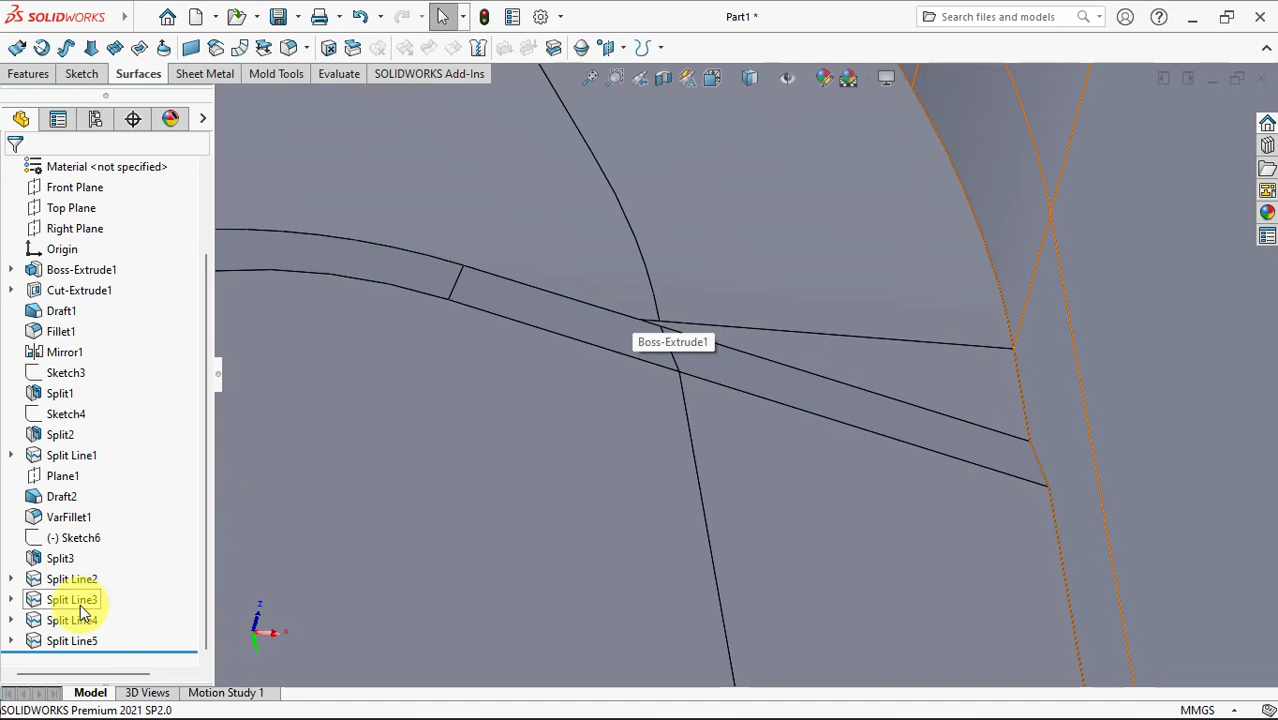 SOLIDWORKS
Part1 *
Search files and models
Features Sketch Surfaces Sheet Metal Mold Tools Evaluate SOLIDWORKS Add-Ins
Material <not specified>
Front Plane
Top Plane
Right Plane
Origin
Boss-Extrude1
Cut-Extrude1
Draft1
Fillet1
Mirror1
Sketch3
Split1
Sketch4
Split2
Split Line1
Plane1
Draft2
VarFillet1
(-) Sketch6
Split3
Split Line2
Split Line3
Split Line4
Split Line5
Boss-Extrude1
z
x
Model 3D Views Motion Study 1
SOLIDWORKS Premium 2021 SP2.0
MMGS